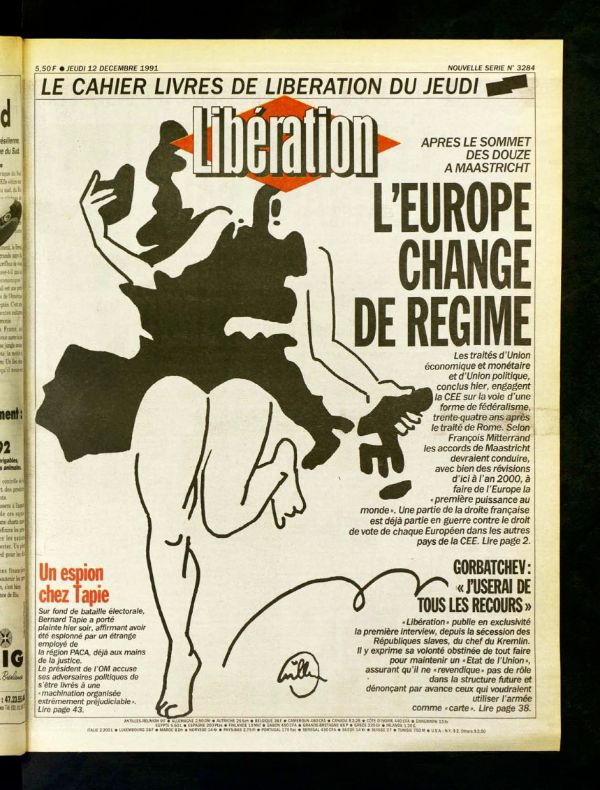 5,50 F ● JEUDI 12 DECEMBRE 1991
NOUVELLE SERIE N° 3284
LE CAHIER LIVRES DE LIBERATION DU JEUDI
Libération
APRES LE SOMMET
DES DOUZE
A MAASTRICHT
L'EUROPE
CHANGE
DE REGIME
Les traités d'Union
économique et monétaire
et d'Union politique,
conclus hier, engagent
la CEE sur la voie d'une
forme de fédéralisme,
trente-quatre ans après
le traité de Rome. Selon
François Mitterrand
les accords de Maastricht
devraient conduire,
avec bien des révisions
d'ici à l'an 2000, à
faire de l'Europe la
«première puissance au
monde». Une partie de la droite française
est déjà partie en guerre contre le droit
de vote de chaque Européen dans les autres
pays de la CEE. Lire page 2.
Un espion
chez Tapie
Sur fond de bataille électorale,
Bernard Tapie a porté
plainte hier soir, affirmant avoir
été espionné par un étrange
employé de
la région PACA, déjà aux mains
de la justice.
Le président de l'OM accuse
ses adversaires politiques de
s'être livrés à une
«machination organisée
extrêmement préjudiciable».
Lire page 43.
GORBATCHEV:
«J'USERAI DE
TOUS LES RECOURS»
«Libération» publie en exclusivité
la première interview, depuis la sécession des
Républiques slaves, du chef du Kremlin.
Il y exprime sa volonté obstinée de tout faire
pour maintenir un «Etat de l'Union»,
assurant qu'il ne «revendique» pas de rôle
dans la structure future et
dénonçant par avance ceux qui voudraient
utiliser l'armée
comme «carte». Lire page 38.